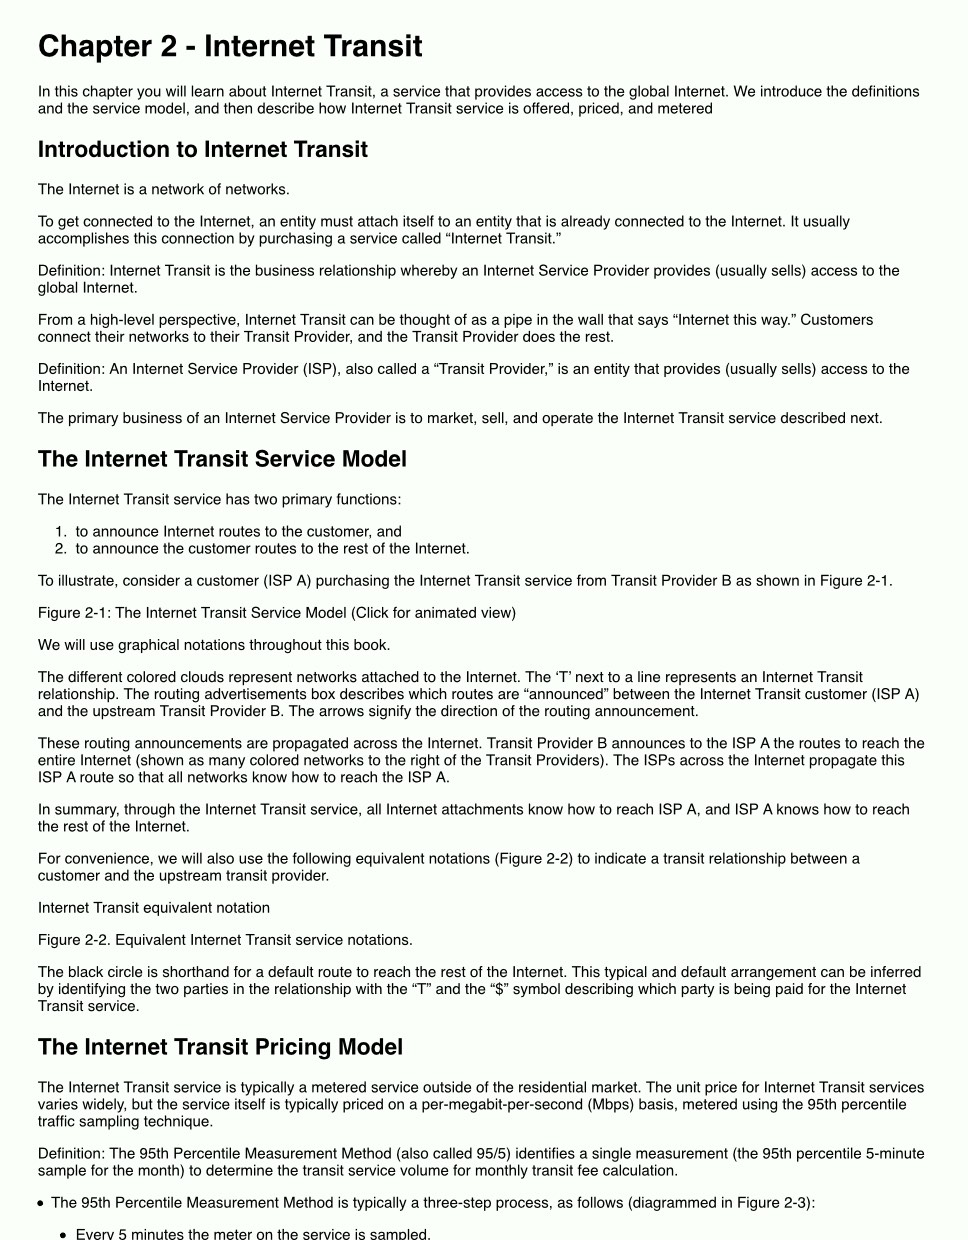 Chapter 2 - Internet Transit
In this chapter you will learn about Internet Transit, a service that provides access to the global Internet. We introduce the definitions
and the service model, and then describe how Internet Transit service is offered, priced, and metered
Introduction to Internet Transit
The Internet is a network of networks.
To get connected to the Internet, an entity must attach itself to an entity that is already connected to the Internet. It usually
accomplishes this connection by purchasing a service called “Internet Transit.”
Definition: Internet Transit is the business relationship whereby an Internet Service Provider provides (usually sells) access to the
global Internet.
From a high-level perspective, Internet Transit can be thought of as a pipe in the wall that says “Internet this way.” Customers
connect their networks to their Transit Provider, and the Transit Provider does the rest.
Definition: An Internet Service Provider (ISP), also called a “Transit Provider,” is an entity that provides (usually sells) access to the
Internet.
The primary business of an Internet Service Provider is to market, sell, and operate the Internet Transit service described next.
The Internet Transit Service Model
The Internet Transit service has two primary functions:
1. to announce Internet routes to the customer, and
2. to announce the customer routes to the rest of the Internet.
To illustrate, consider a customer (ISP A) purchasing the Internet Transit service from Transit Provider B as shown in Figure 2-1.
Figure 2-1: The Internet Transit Service Model (Click for animated view)
We will use graphical notations throughout this book.
The different colored clouds represent networks attached to the Internet. The ‘T’ next to a line represents an Internet Transit
relationship. The routing advertisements box describes which routes are “announced” between the Internet Transit customer (ISP A)
and the upstream Transit Provider B. The arrows signify the direction of the routing announcement.
These routing announcements are propagated across the Internet. Transit Provider B announces to the ISP A the routes to reach the
entire Internet (shown as many colored networks to the right of the Transit Providers). The ISPs across the Internet propagate this
ISP A route so that all networks know how to reach the ISP A.
In summary, through the Internet Transit service, all Internet attachments know how to reach ISP A, and ISP A knows how to reach
the rest of the Internet.
For convenience, we will also use the following equivalent notations (Figure 2-2) to indicate a transit relationship between a
customer and the upstream transit provider.
Internet Transit equivalent notation
Figure 2-2. Equivalent Internet Transit service notations.
The black circle is shorthand for a default route to reach the rest of the Internet. This typical and default arrangement can be inferred
by identifying the two parties in the relationship with the “T” and the “$” symbol describing which party is being paid for the Internet
Transit service.
The Internet Transit Pricing Model
The Internet Transit service is typically a metered service outside of the residential market. The unit price for Internet Transit services
varies widely, but the service itself is typically priced on a per-megabit-per-second (Mbps) basis, metered using the 95th percentile
traffic sampling technique.
Definition: The 95th Percentile Measurement Method (also called 95/5) identifies a single measurement (the 95th percentile 5-minute
sample for the month) to determine the transit service volume for monthly transit fee calculation.
• The 95th Percentile Measurement Method is typically a three-step process, as follows (diagrammed in Figure 2-3):
• Every 5 minutes the meter on the service is sampled.